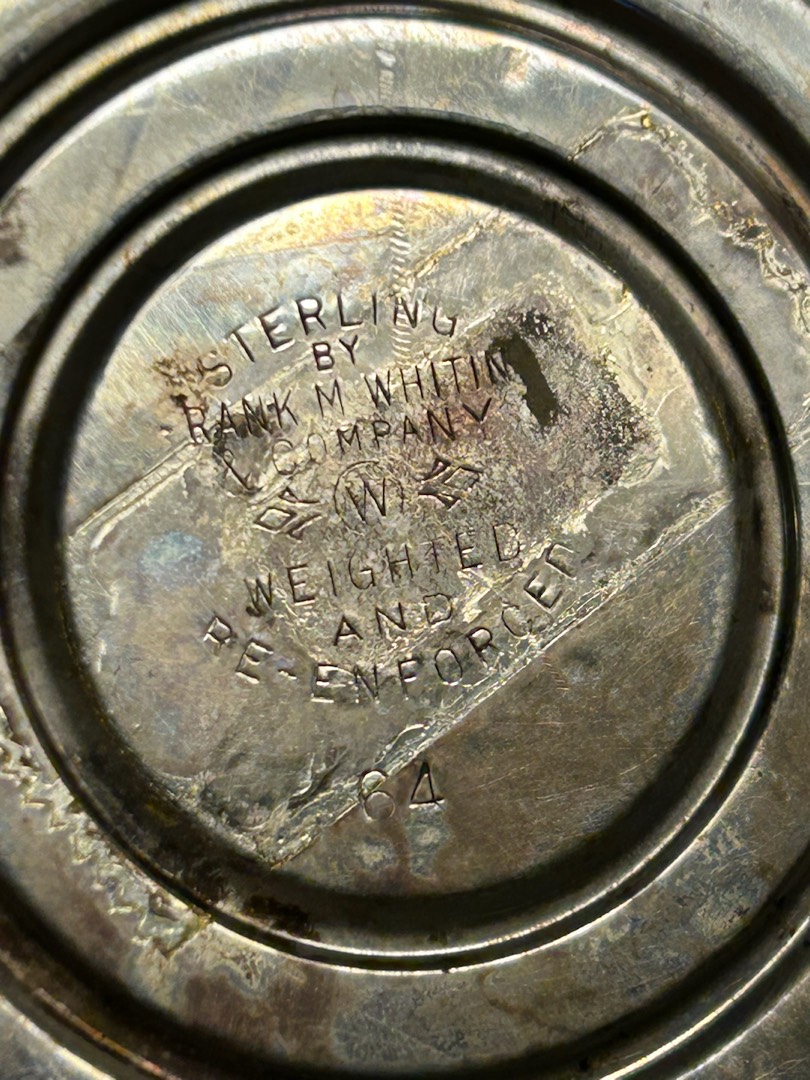 STERLING
BY
RANK M WHITIN
& COMPANY
W
WEIGHTED
AND
RE-ENFORCED
64